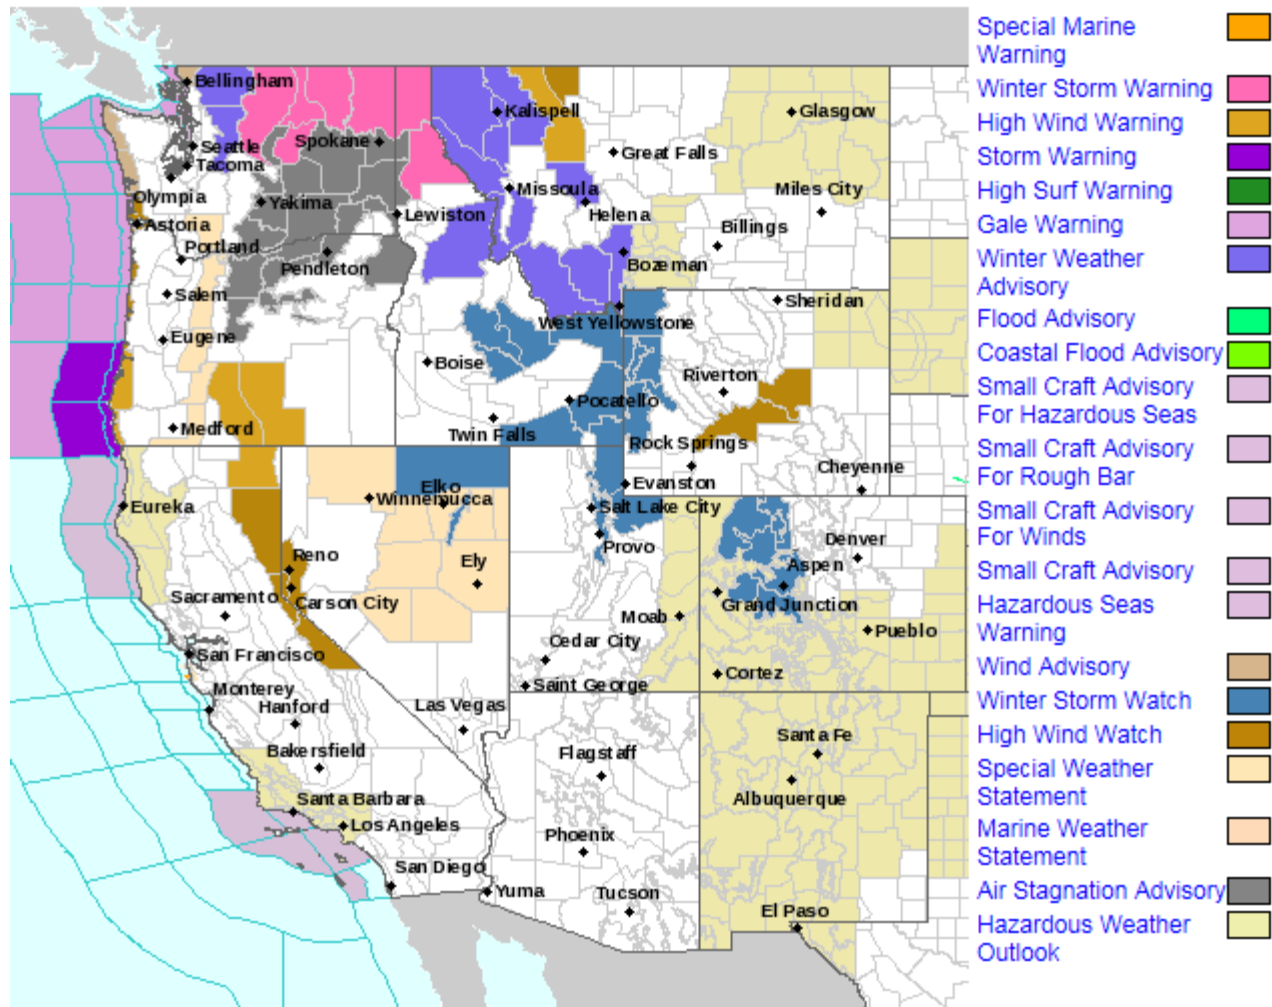 Bellingham
Kalispell
Glasgow
Seattle
Spokane
Great Falls
Tacoma
Olympia
Yakima
Missoula
Miles City
Astoria
Lewiston
Helena
Billings
Portland
Pendleton
Bozeman
Salem
Sheridan
West Yellowstone
Eugene
Boise
Riverton
Pocatello
Medford
Twin Falls
Rock Springs
Cheyenne
Elko
Evanston
Winnemucca
Eureka
Salt Lake City
Reno
Provo
Denver
Ely
Aspen
Sacramento
Carson City
Grand Junction
Moab
Pueblo
Cedar City
San Francisco
Cortez
Saint George
Monterey
Hanford
Las Vegas
Santa Fe
Bakersfield
Flagstaff
Albuquerque
Santa Barbara
Los Angeles
Phoenix
San Diego
Yuma
Tucson
El Paso
Special Marine
Warning
Winter Storm Warning
High Wind Warning
Storm Warning
High Surf Warning
Gale Warning
Winter Weather
Advisory
Flood Advisory
Coastal Flood Advisory
Small Craft Advisory
For Hazardous Seas
Small Craft Advisory
For Rough Bar
Small Craft Advisory
For Winds
Small Craft Advisory
Hazardous Seas
Warning
Wind Advisory
Winter Storm Watch
High Wind Watch
Special Weather
Statement
Marine Weather
Statement
Air Stagnation Advisory
Hazardous Weather
Outlook